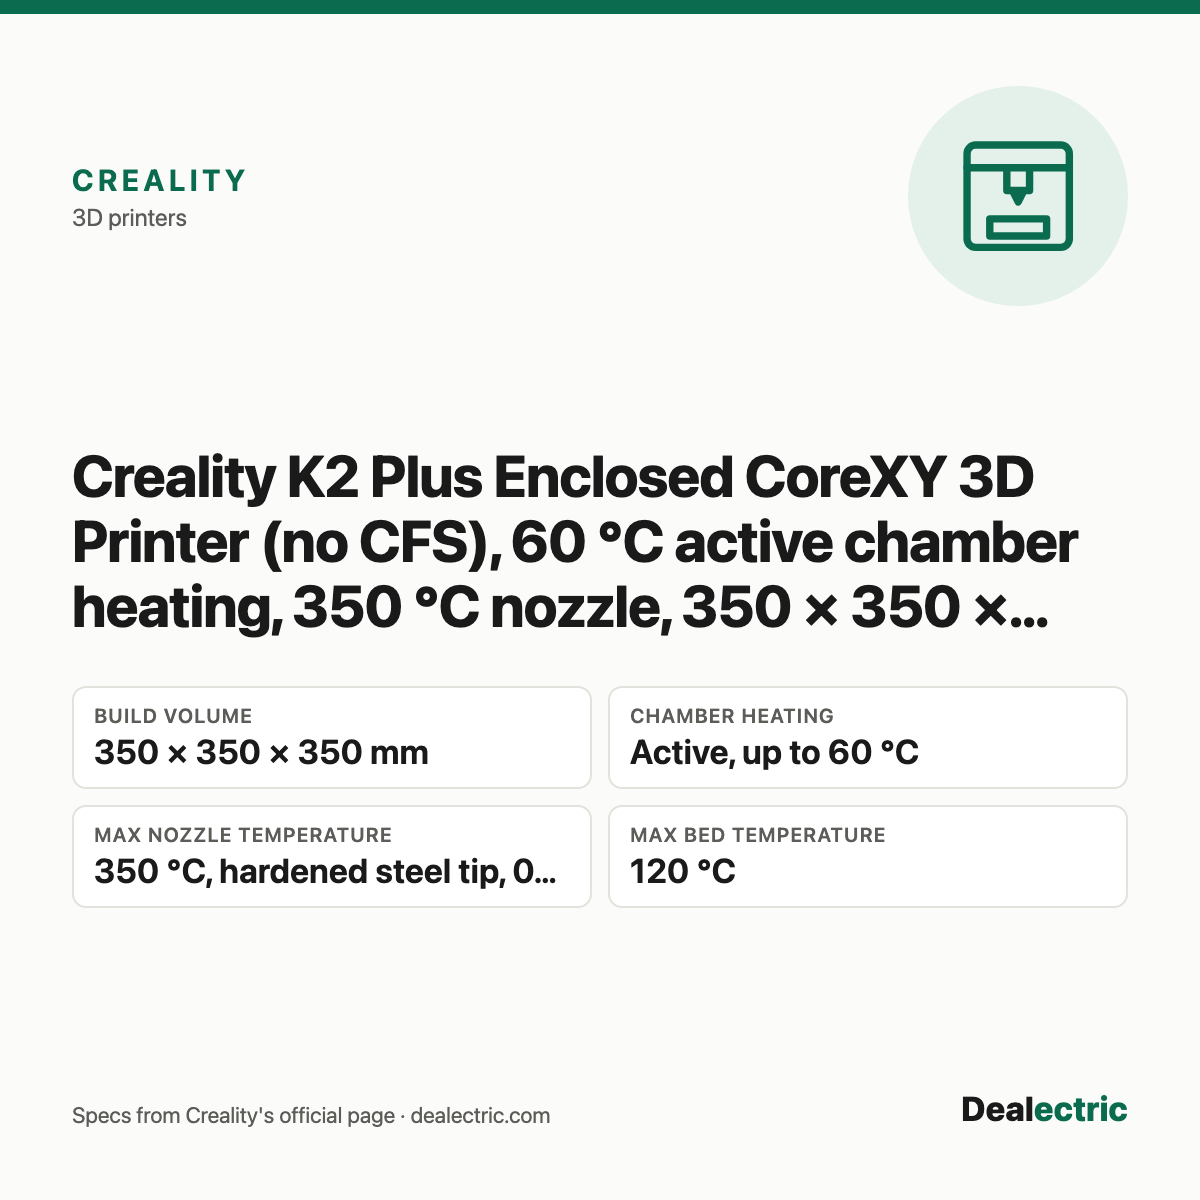 CREALITY
3D printers
Creality K2 Plus Enclosed CoreXY 3D
Printer (no CFS), 60 °C active chamber
heating, 350 °C nozzle, 350 × 350 ×...
BUILD VOLUME
350 × 350 × 350 mm
CHAMBER HEATING
Active, up to 60 °C
MAX NOZZLE TEMPERATURE
350 °C, hardened steel tip, 0...
MAX BED TEMPERATURE
120 °C
Specs from Creality's official page · dealectric.com
Dealectric